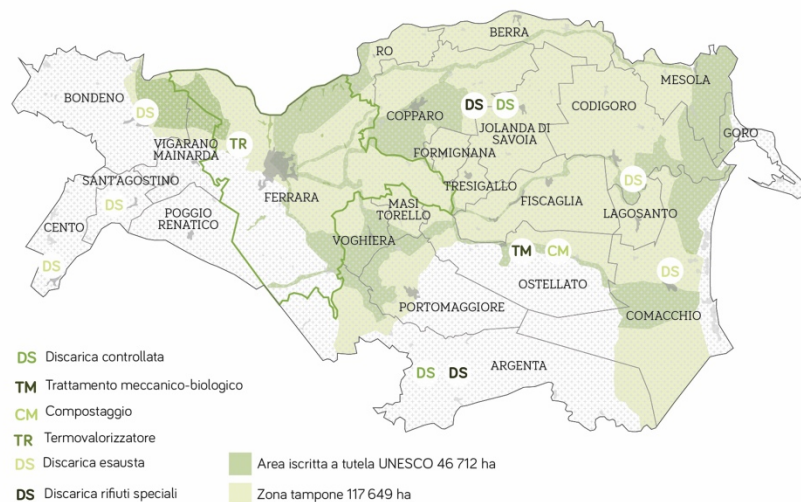 BERRA
RO
MESOLA
BONDENO
DS
DS - DS
CODIGORO
COPPARO
JOLANDA DI
SAVOIA
GORO
VIGARANO
MAINARDA
TR
FORMIGNANA
SANT'AGOSTINO
TRESIGALLO
DS
FERRARA
MASI
TORELLO
FISCAGLIA
LAGOSANTO
DS
CENTO
POGGIO
RENATICO
VOGHIERA
TM
CM
DS
DS
OSTELLATO
PORTOMAGGIORE
COMACCHIO
ARGENTA
DS
DS
DS Discarica controllata
TM Trattamento meccanico-biologico
CM Compostaggio
TR Termovalorizzatore
DS Discarica esausta
DS Discarica rifiuti speciali
Area iscritta a tutela UNESCO 46 712 ha
Zona tampone 117 649 ha